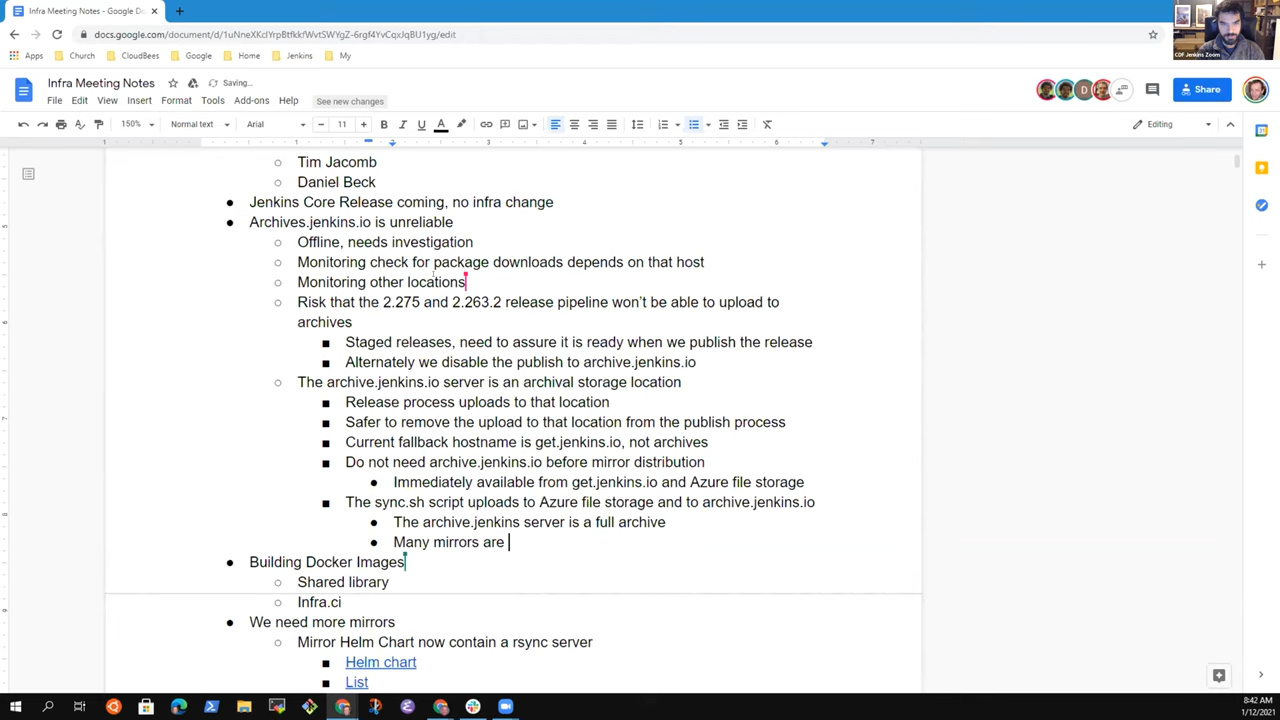 Infra Meeting Notes - Google Do
docs.google.com/document/d/1uNneXKclYrpBtfkkfWvtSWYgZ-6rgf4YvCqxJqBU1yg/edit
Apps Church CloudBees Google Home Jenkins My
CDF Jenkins Zoom
Infra Meeting Notes Saving...
File Edit View Insert Format Tools Add-ons Help See new changes
D
Share
150% Normal text Arial 11 B I U A Editing
1 1 2 3 4 5 6 7
Tim Jacomb
Daniel Beck
Jenkins Core Release coming, no infra change
Archives.jenkins.io is unreliable
Offline, needs investigation
Monitoring check for package downloads depends on that host
Monitoring other locations
Risk that the 2.275 and 2.263.2 release pipeline won't be able to upload to
archives
Staged releases, need to assure it is ready when we publish the release
Alternately we disable the publish to archive.jenkins.io
The archive.jenkins.io server is an archival storage location
Release process uploads to that location
Safer to remove the upload to that location from the publish process
Current fallback hostname is get.jenkins.io, not archives
Do not need archive.jenkins.io before mirror distribution
Immediately available from get.jenkins.io and Azure file storage
The sync.sh script uploads to Azure file storage and to archive.jenkins.io
The archive.jenkins server is a full archive
Many mirrors are
Building Docker Images
Shared library
Infra.ci
We need more mirrors
Mirror Helm Chart now contain a rsync server
Helm chart
List
8:42 AM
1/12/2021